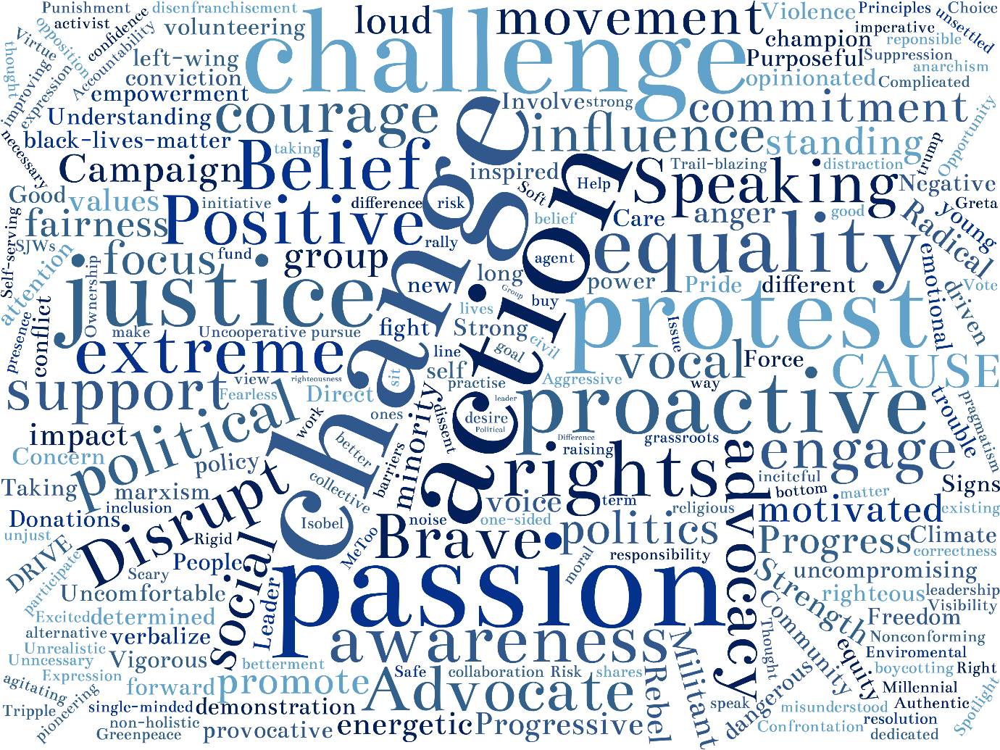 Punishment
disenfranchisement
activist
loud
movement
Violence
Principles
Choice
opposition
confidence
volunteering
challenge
imperative
unsettled
Virtue
Accountability
champion
reponsible
thought
left-wing
Purposeful
Suppression
improving
expression
conviction
opinionated
anarchism
Complicated
empowerment
Involve
strong
commitment
Understanding
courage
influence
necessary
black-lives-matter
taking
standing
Opportunity
Campaign
Belief
inspired
Help
Speaking
Trail-blazing
distraction
trump
Negative
Good
values
initiative
difference
risk
Soft
Care
anger
good
Greta
fairness
Positive
belief
Radical
young
Self-serving
SJWs
focus
fund
group
rally
agent
equality
emotional
attention
Ownership
justice
new
long
Group
buy
power
Pride
different
Vote
conflict
lives
protest
driven
presence
make
Uncooperative
pursue
fight
Strong
civil
Issue
extreme
change
action
line
goal
vocal
Force
CAUSE
support
view
righteousness
sit
self
practise
Aggressive
way
Fearless
Direct
leader
proactive
trouble
pragmatism
political
work
ones
minority
dissent
desire
Political
impact
better
Difference
raising
grassroots
advocacy
engage
Concern
policy
barriers
rights
inciteful
Signs
Taking
marxism
collective
bottom
matter
Disrupt
inclusion
voice
term
religious
motivated
existing
Donations
Isobel
noise
one-sided
politics
unjust
Rigid
MeToo
Brave
Progress
Climate
correctness
DRIVE
People
social
moral
responsibility
participate
Scary
Leader
passion
Strength
uncompromising
Uncomfortable
righteous
leadership
Visibility
Excited
determined
Community
Freedom
alternative
verbalize
awareness
Thought
Nonconforming
Unrealistic
Militant
equity
Enviromental
Unncessary
Vigorous
betterment
Safe
collaboration
Risk
shares
Rebel
dangerous
boycotting
Right
Expression
agitating
forward
promote
Advocate
Millennial
Spotlight
Tripple
pioneering
single-minded
demonstration
speak
misunderstood
Authentic
non-holistic
provocative
energetic
Progressive
Confrontation
resolution
Greenpeace
dedicated